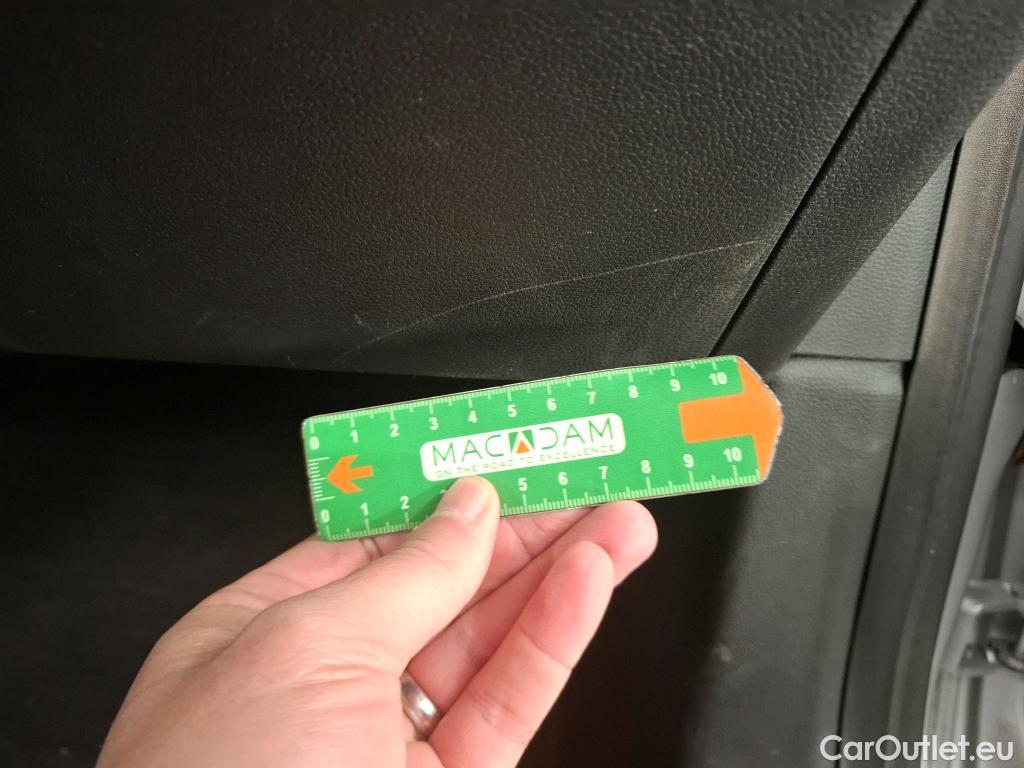 0 1 2 3 4 5 6 7 8 9 10
MACADAM
ON THE ROAD TO EXCELLENCE
0 1 2 3 5 6 7 8 9 10
CarOutlet.eu